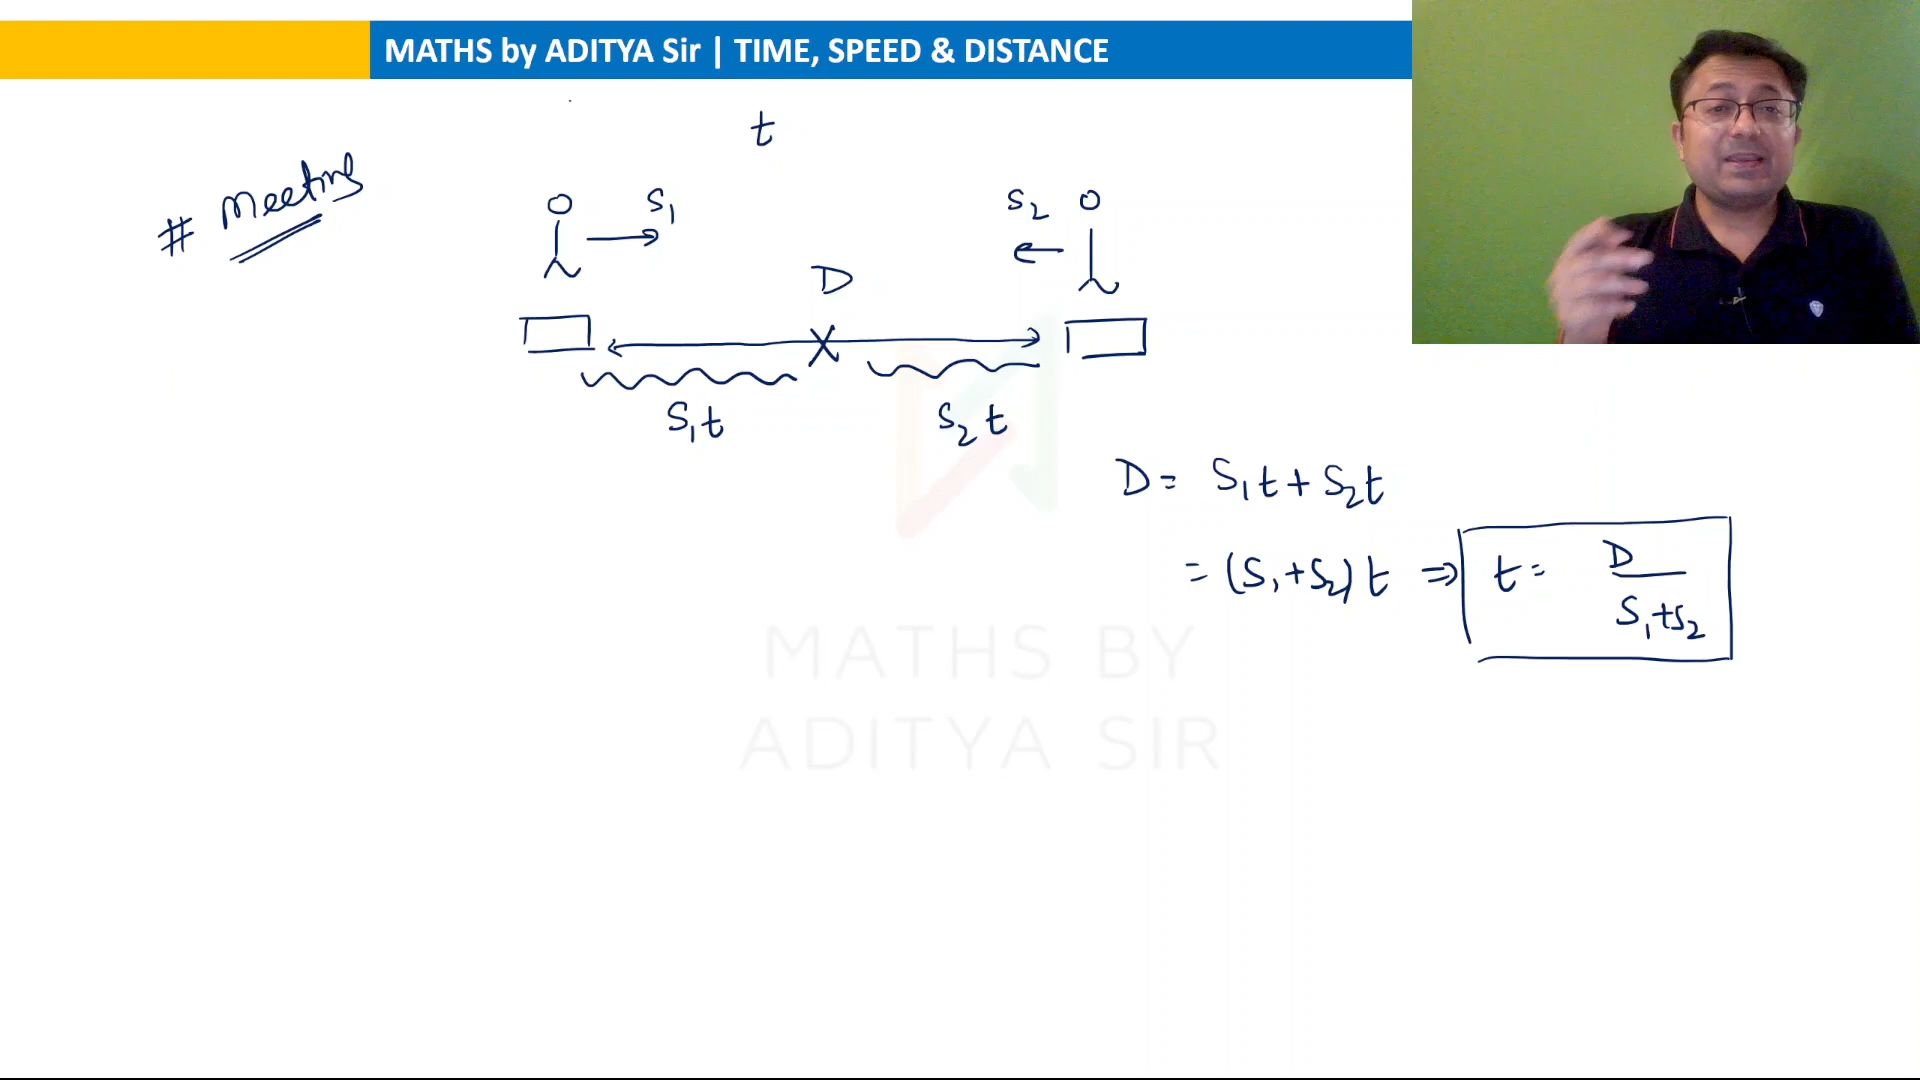 MATHS by ADITYA Sir | TIME, SPEED & DISTANCE
t
# Meeting
S₁
S₂
D
S₁t
S₂ t
D = S₁t + S₂t
= (S₁+S₂) t ⇒ t = D / S₁+S₂
MATHS BY
ADITYA SIR